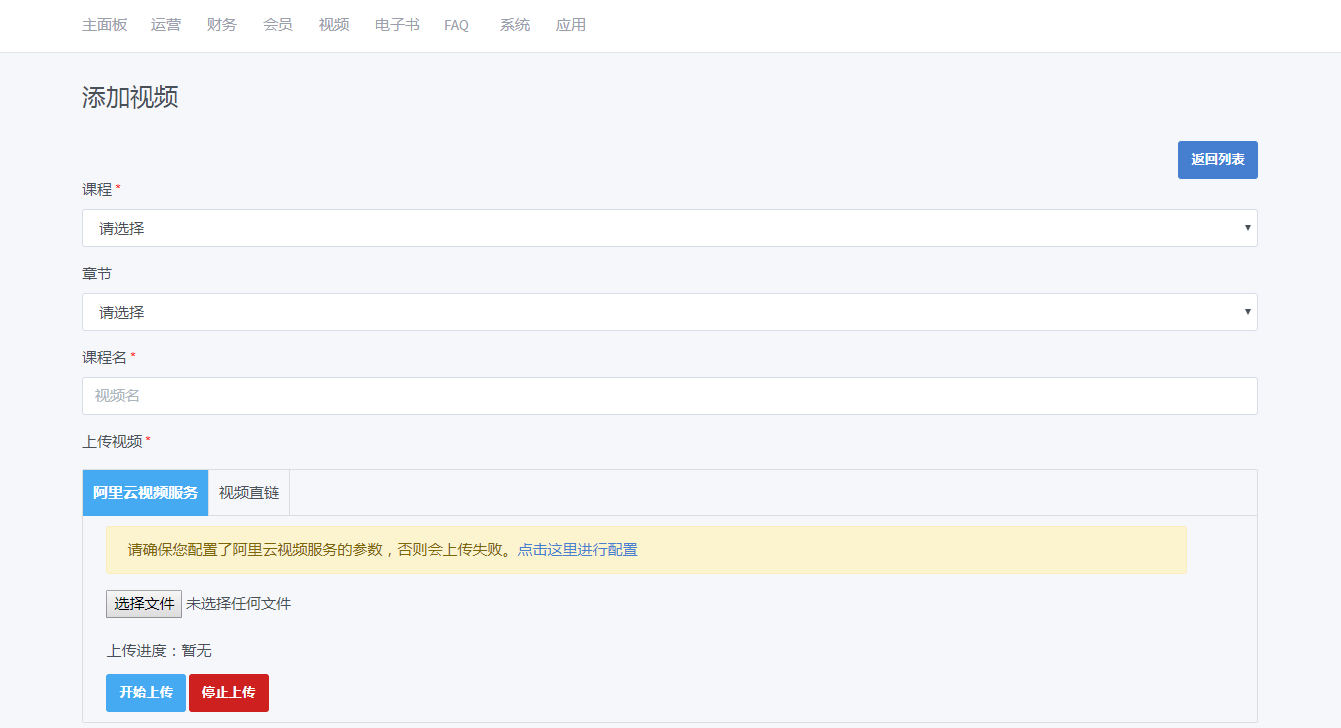 主面板 运营 财务 会员 视频 电子书 FAQ 系统 应用
添加视频
返回列表
课程 *
请选择
章节
请选择
课程名 *
视频名
上传视频 *
阿里云视频服务 视频直链
请确保您配置了阿里云视频服务的参数，否则会上传失败。点击这里进行配置
选择文件 未选择任何文件
上传进度：暂无
开始上传 停止上传